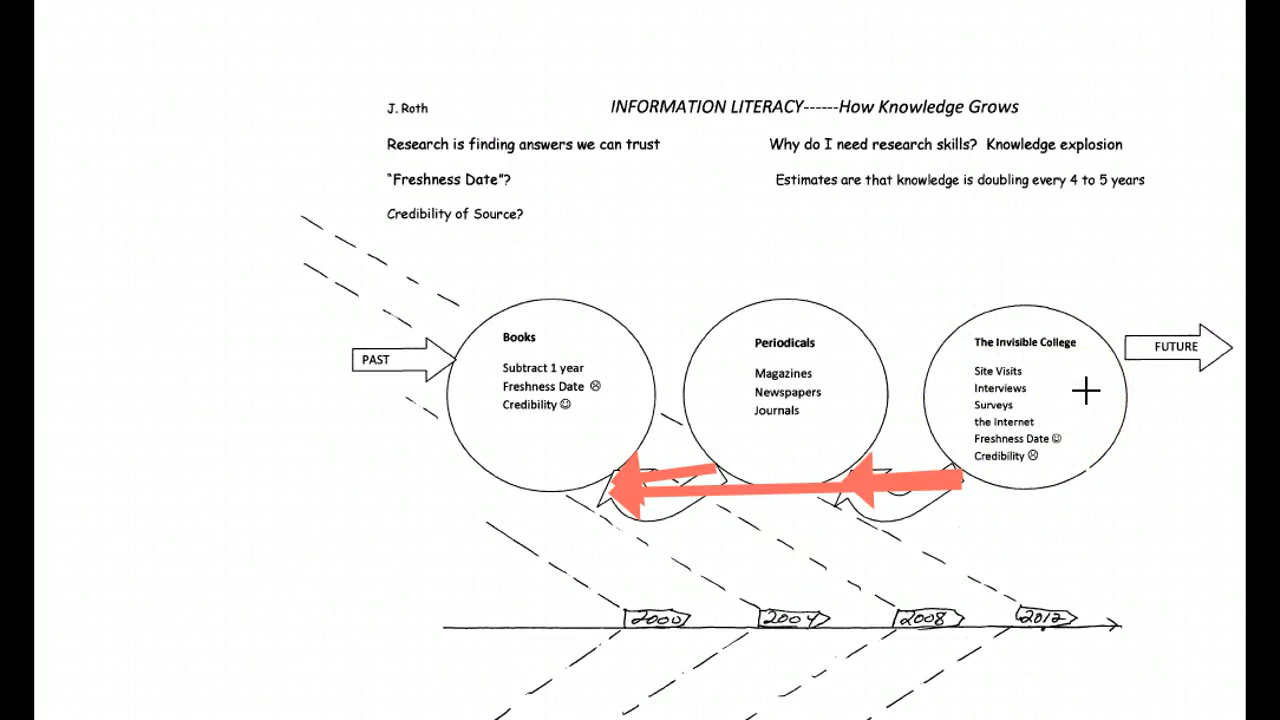 J. Roth
INFORMATION LITERACY------How Knowledge Grows
Research is finding answers we can trust
Why do I need research skills? Knowledge explosion
"Freshness Date"?
Estimates are that knowledge is doubling every 4 to 5 years
Credibility of Source?
PAST
Books
Subtract 1 year
Freshness Date ☹
Credibility ☺
Periodicals
Magazines
Newspapers
Journals
The Invisible College
Site Visits
Interviews
Surveys
the Internet
Freshness Date ☺
Credibility ☹
FUTURE
2000
2004
2008
2012